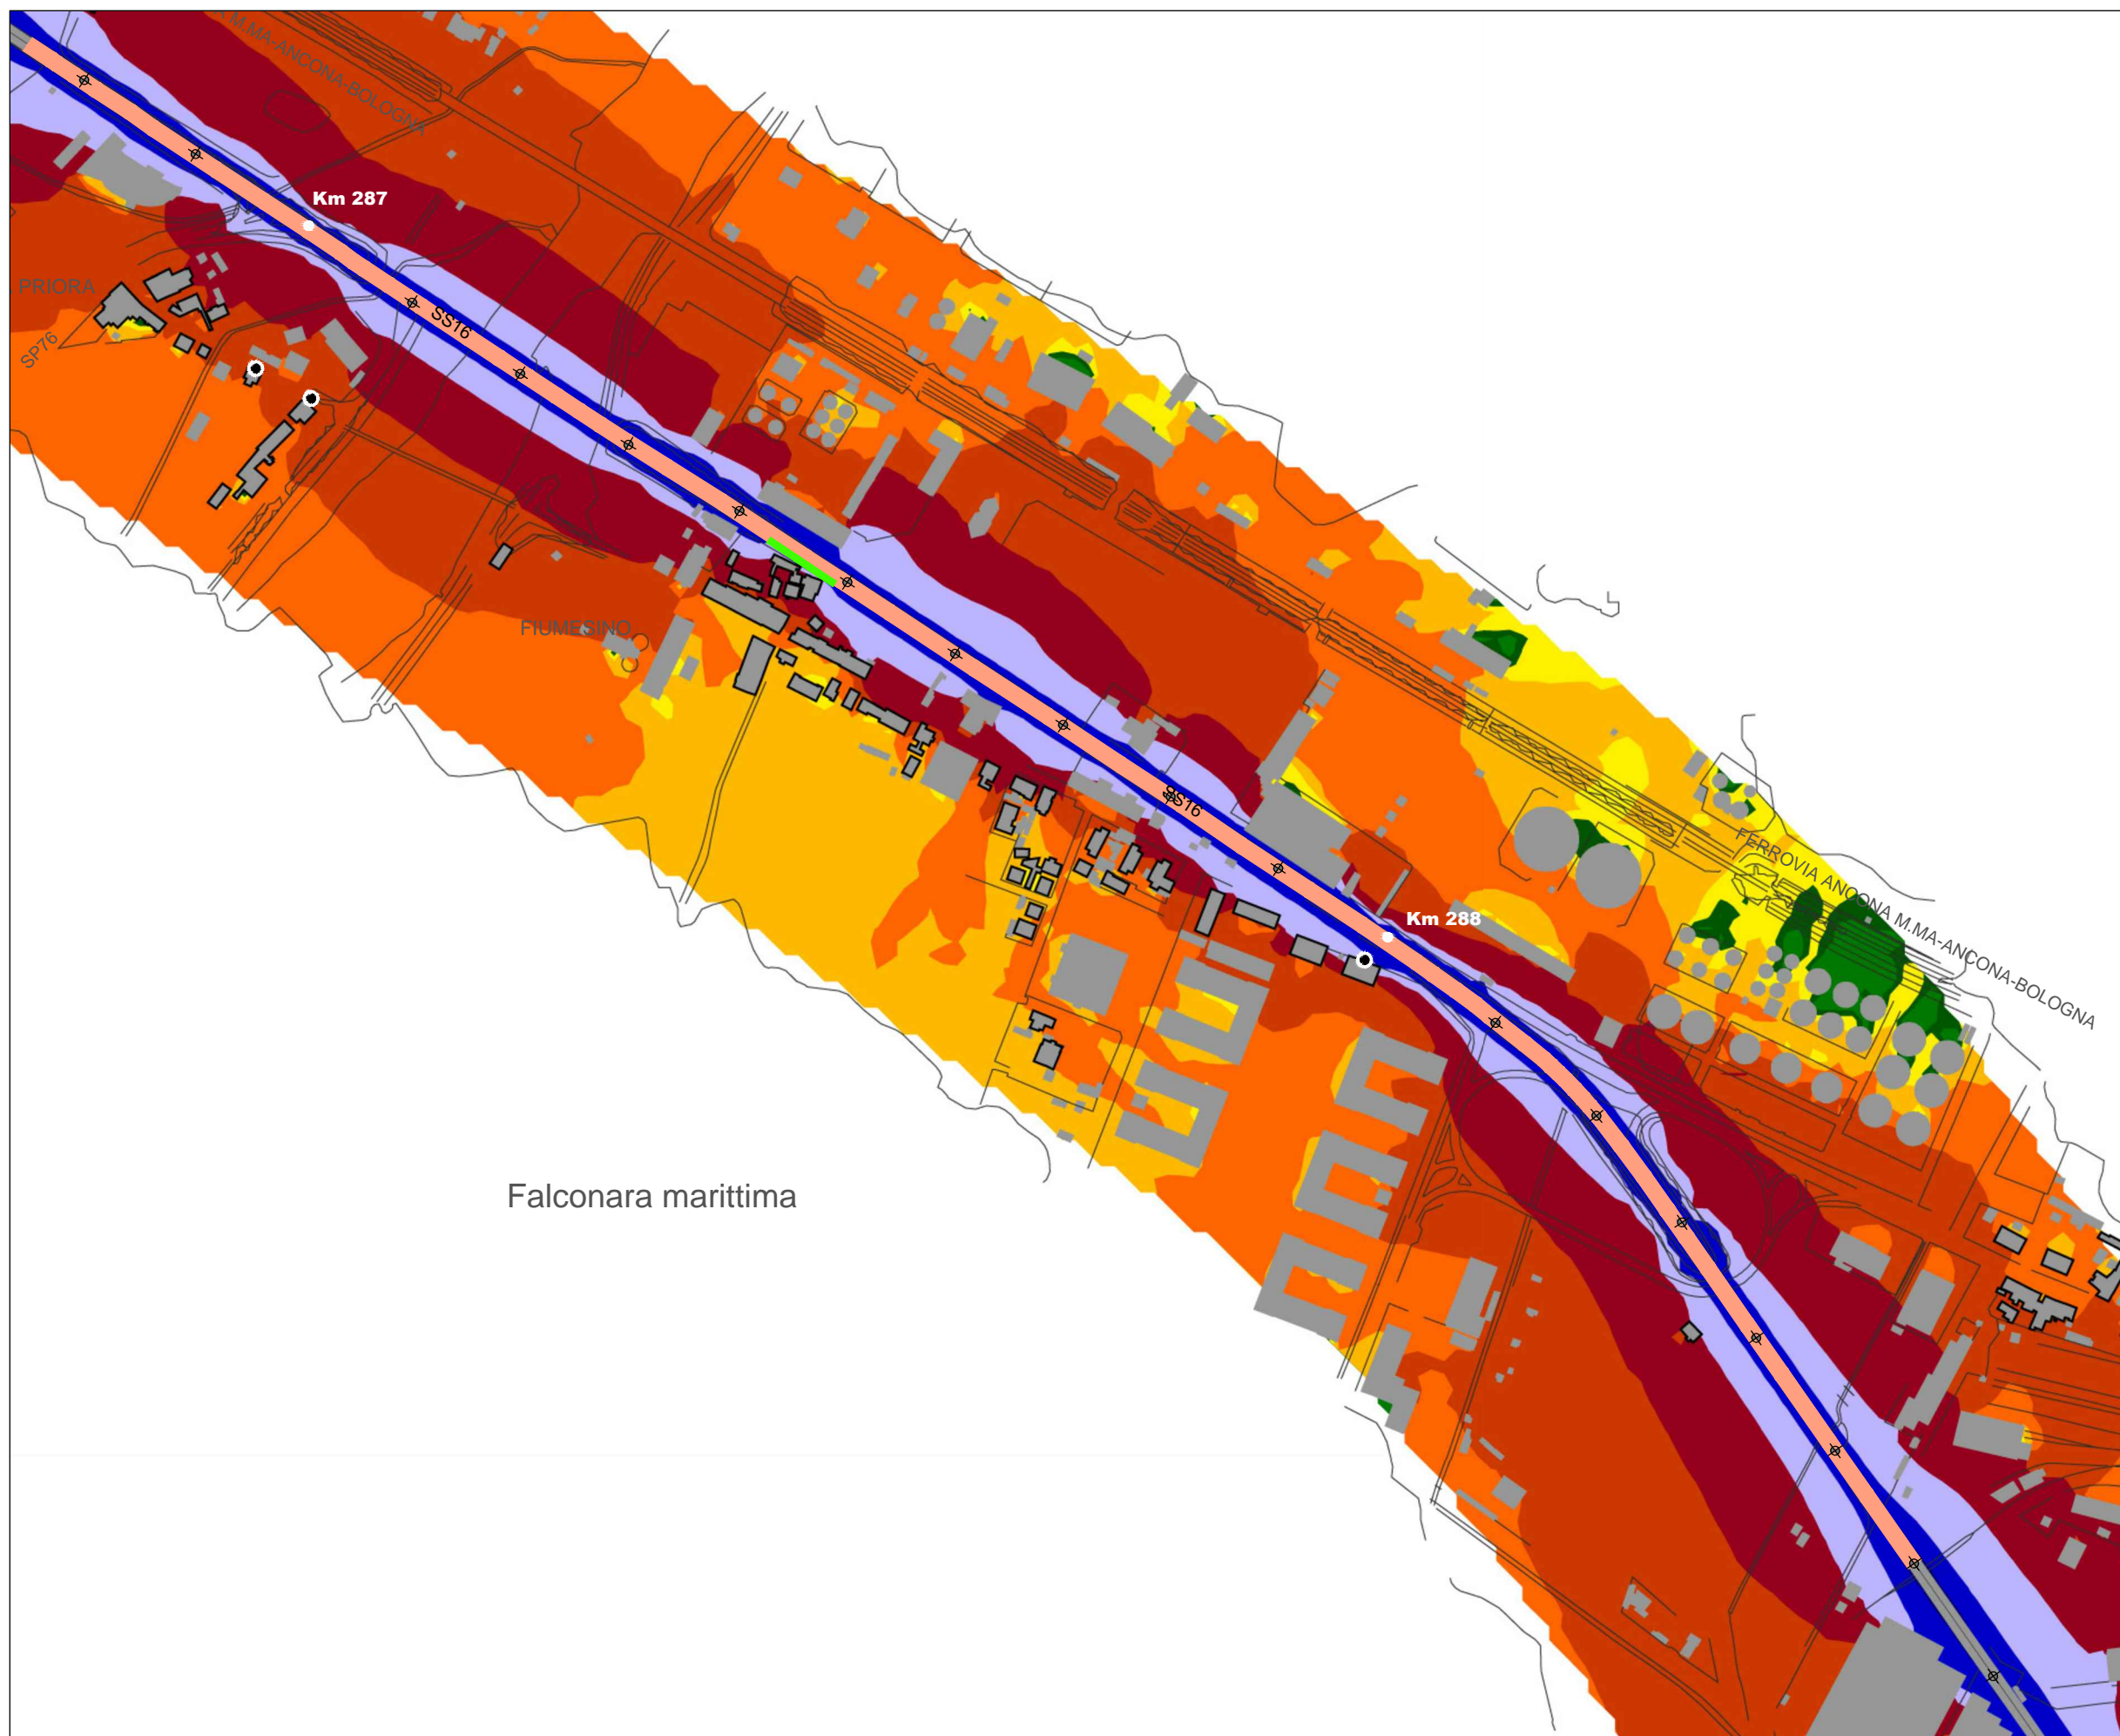 M.MA-ANCONA-BOLOGNA
Km 287
PRIORA
SS16
SP76
FIUMESINO
SS16
FERROVIA ANCONA M.MA-ANCONA-BOLOGNA
Km 288
Falconara marittima